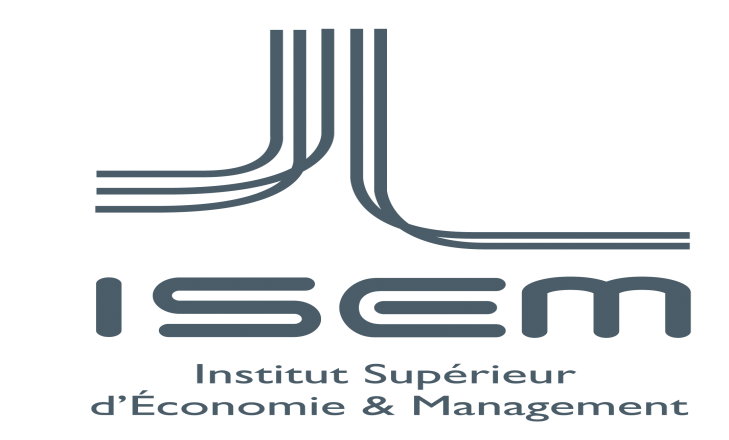 ISEM
Institut Supérieur
d'Économie & Management